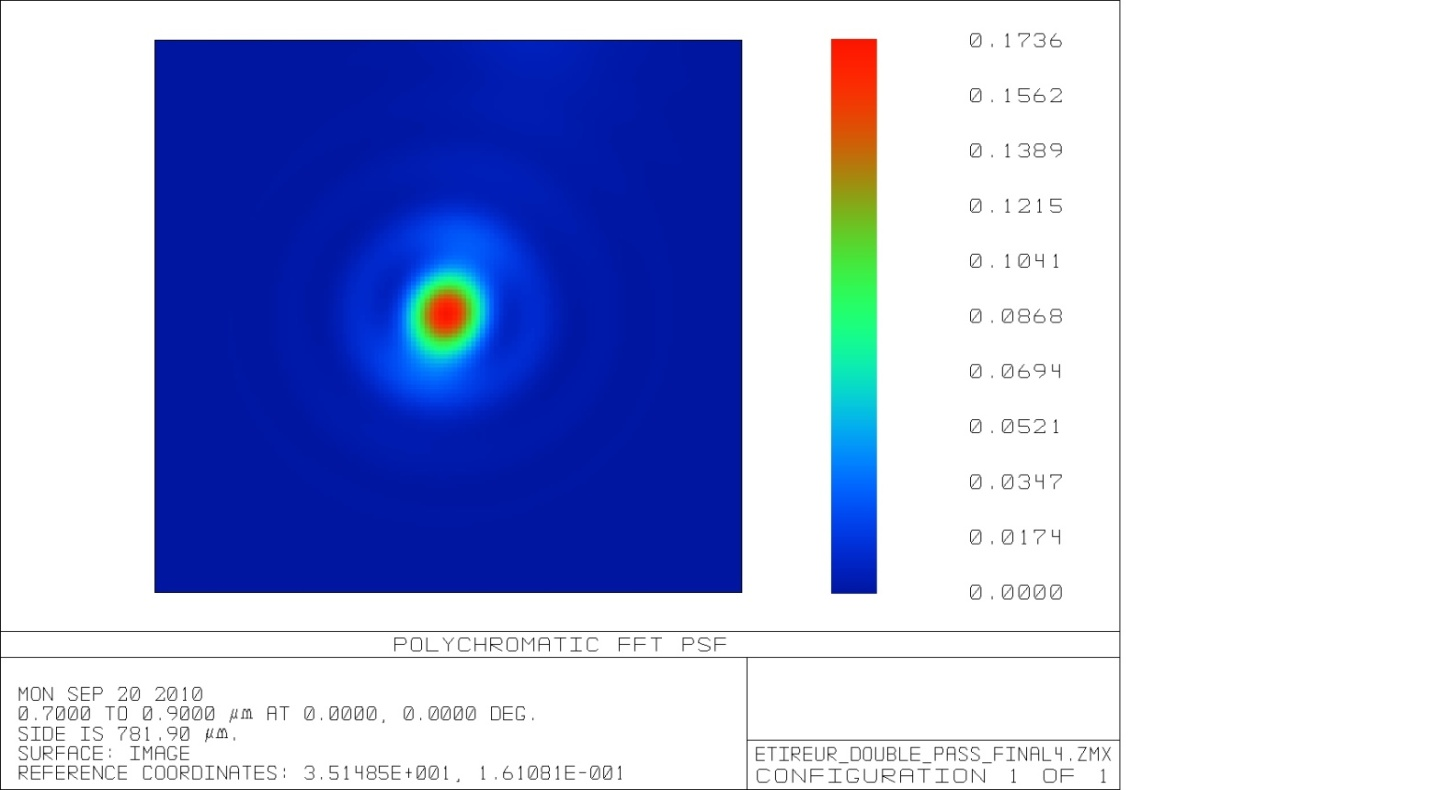 0.1736
0.1562
0.1389
0.1215
0.1041
0.0868
0.0694
0.0521
0.0347
0.0174
0.0000
POLYCHROMATIC FFT PSF
MON SEP 20 2010
0.7000 TO 0.9000 µm AT 0.0000, 0.0000 DEG.
SIDE IS 781.90 µm.
SURFACE: IMAGE
REFERENCE COORDINATES: 3.51485E+001, 1.61081E-001
ETIREUR_DOUBLE_PASS_FINAL4.ZMX
CONFIGURATION 1 OF 1